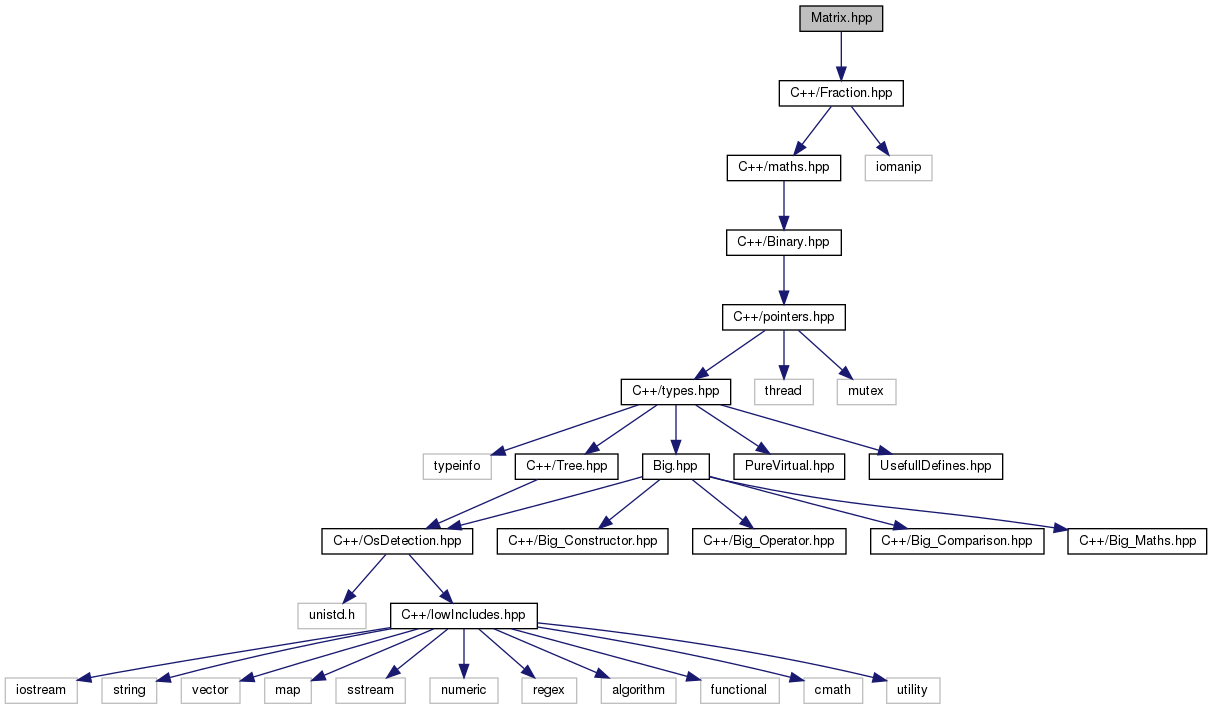 Matrix.hpp
C++/Fraction.hpp
C++/maths.hpp
iomanip
C++/Binary.hpp
C++/pointers.hpp
C++/types.hpp
thread
mutex
typeinfo
C++/Tree.hpp
Big.hpp
PureVirtual.hpp
UsefullDefines.hpp
C++/OsDetection.hpp
C++/Big_Constructor.hpp
C++/Big_Operator.hpp
C++/Big_Comparison.hpp
C++/Big_Maths.hpp
unistd.h
C++/lowIncludes.hpp
iostream
string
vector
map
sstream
numeric
regex
algorithm
functional
cmath
utility